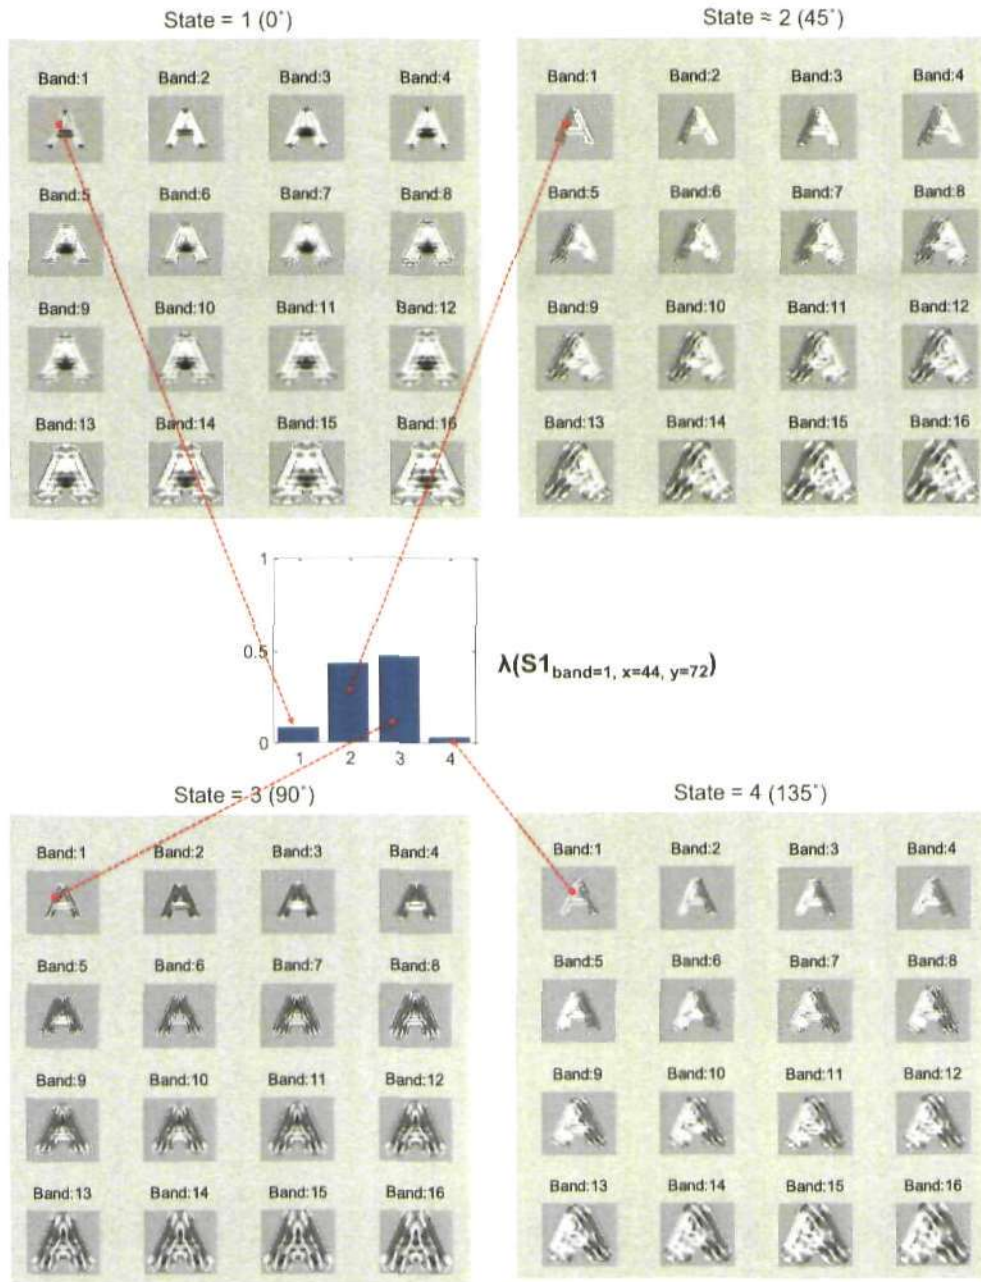 State = 1 (0˚)
Band:1 Band:2 Band:3 Band:4
Band:5 Band:6 Band:7 Band:8
Band:9 Band:10 Band:11 Band:12
Band:13 Band:14 Band:15 Band:16
State ≈ 2 (45˚)
Band:1 Band:2 Band:3 Band:4
Band:5 Band:6 Band:7 Band:8
Band:9 Band:10 Band:11 Band:12
Band:13 Band:14 Band:15 Band:16
1
0.5
0
1 2 3 4
λ(S1band=1, x=44, y=72)
State = 3 (90˚)
Band:1 Band:2 Band:3 Band:4
Band:5 Band:6 Band:7 Band:8
Band:9 Band:10 Band:11 Band:12
Band:13 Band:14 Band:15 Band:16
State = 4 (135˚)
Band:1 Band:2 Band:3 Band:4
Band:5 Band:6 Band:7 Band:8
Band:9 Band:10 Band:11 Band:12
Band:13 Band:14 Band:15 Band:16